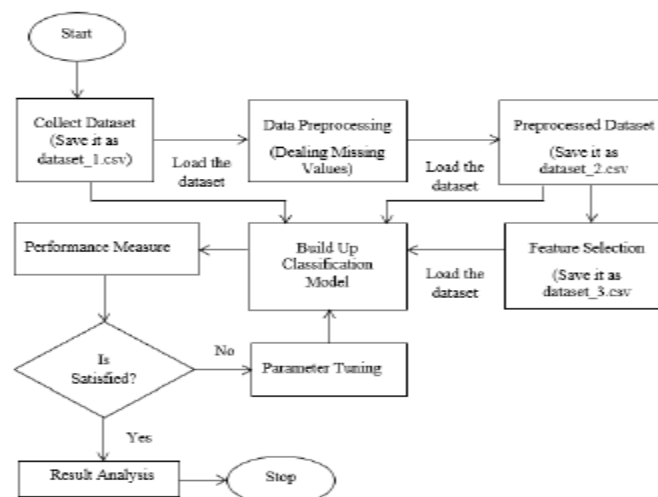 Start
Collect Dataset
(Save it as
dataset_1.csv)
Load the
dataset
Data Preprocessing
(Dealing Missing
Values)
Load the
dataset
Preprocessed Dataset
(Save it as
dataset_2.csv
Performance Measure
Build Up
Classification
Model
Load the
dataset
Feature Selection
(Save it as
dataset_3.csv
Is
Satisfied?
No
Parameter Tuning
Yes
Result Analysis
Stop